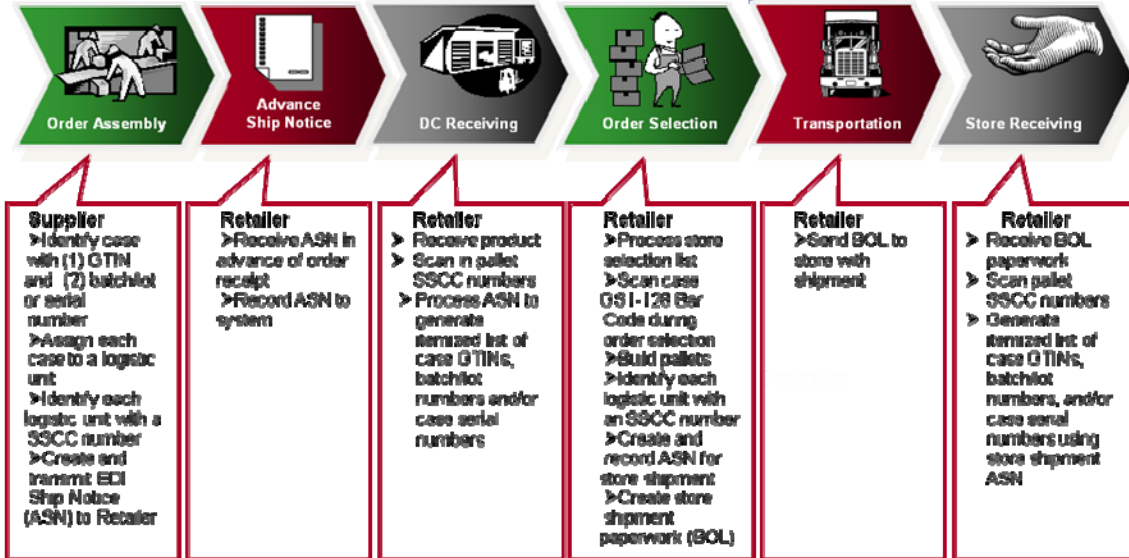 Order Assembly
Advance
Ship Notice
DC Receiving
Order Selection
Transportation
Store Receiving
Supplier
➤Identify case
with (1) GTIN
and (2) batch/lot
or serial
number
➤Assign each
case to a logistic
unit
➤Identify each
logistic unit with a
SSCC number
➤Create and
transmit EDI
Ship Notice
(ASN) to Retailer
Retailer
➤Receive ASN in
advance of order
receipt
➤Record ASN to
system
Retailer
➤ Receive product
➤ Scan in pallet
SSCC numbers
➤ Process ASN to
generate
itemized list of
case GTINs,
batch/lot
numbers and/or
case serial
numbers
Retailer
➤Process store
selection list
➤Scan case
GS1-128 Bar
Code during
order selection
➤Build pallets
➤Identify each
logistic unit with
an SSCC number
➤Create and
record ASN for
store shipment
➤Create store
shipment
paperwork (BOL)
Retailer
➤Send BOL to
store with
shipment
Retailer
➤ Receive BOL
paperwork
➤ Scan pallet
SSCC numbers
➤ Generate
itemized list of
case GTINs,
batch/lot
numbers, and/or
case serial
numbers using
store shipment
ASN